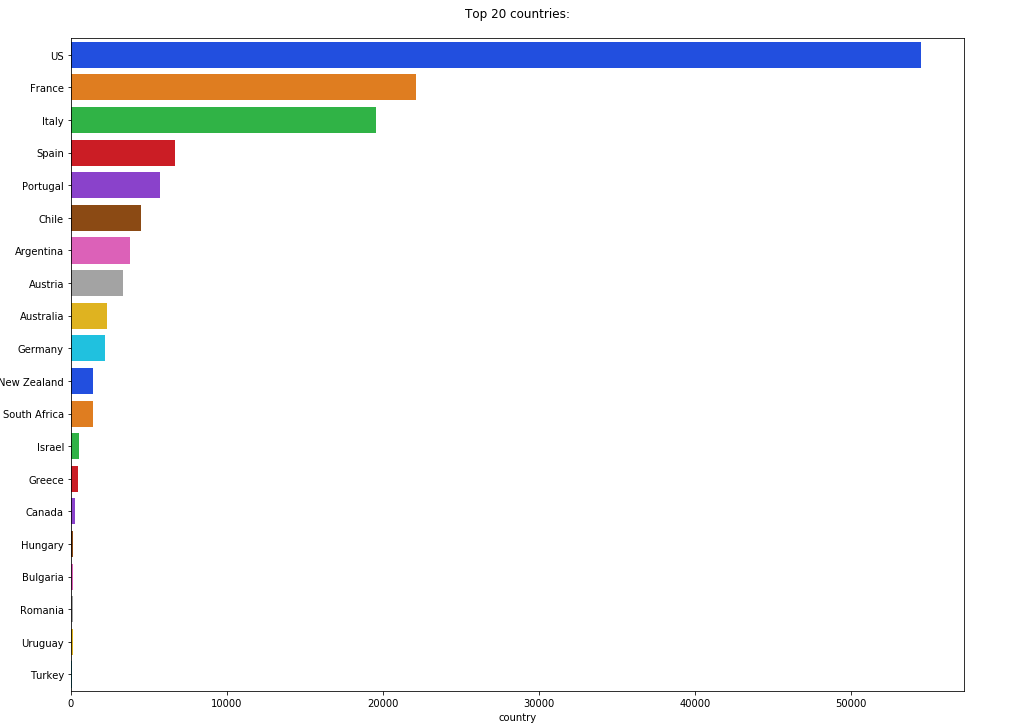 Top 20 countries:
US
France
Italy
Spain
Portugal
Chile
Argentina
Austria
Australia
Germany
New Zealand
South Africa
Israel
Greece
Canada
Hungary
Bulgaria
Romania
Uruguay
Turkey
0 10000 20000 30000 40000 50000
country